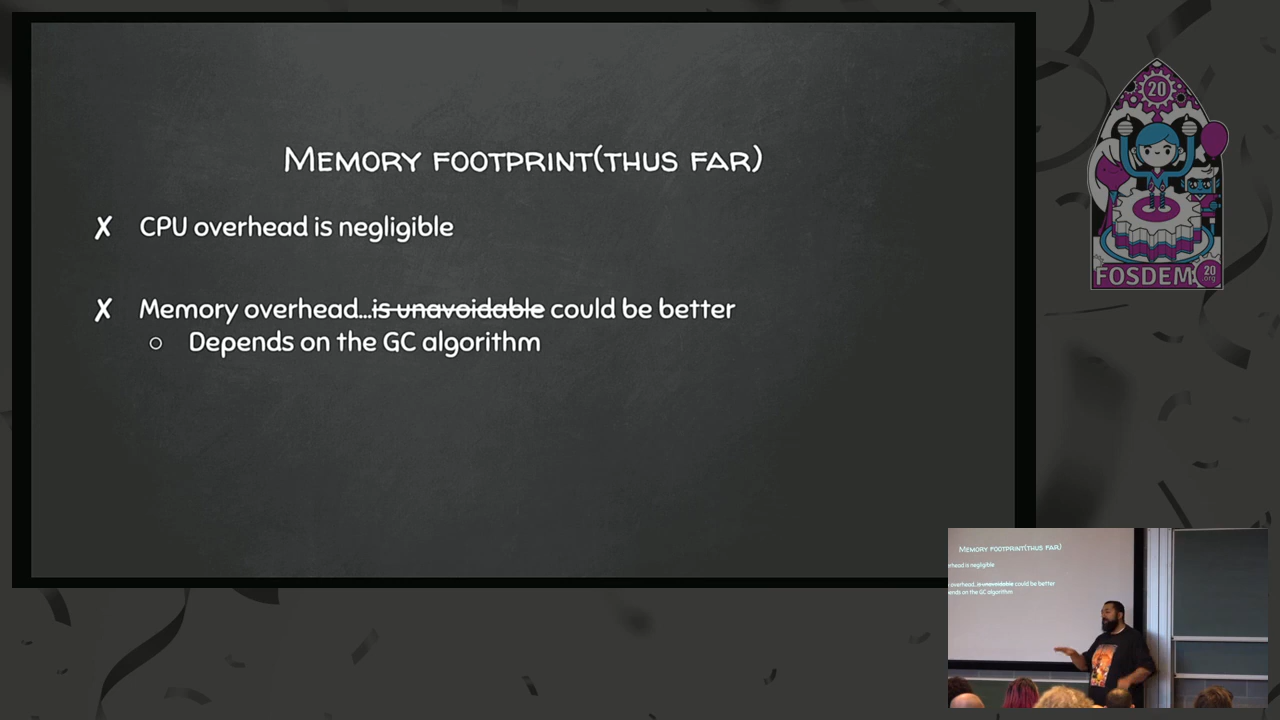 MEMORY FOOTPRINT(THUS FAR)
✗ CPU overhead is negligible
✗ Memory overhead...is unavoidable could be better
○ Depends on the GC algorithm
20
FOSDEM
20
.org
MEMORY FOOTPRINT(THUS FAR)
rhead is negligible
overhead...is unavoidable could be better
ends on the GC algorithm